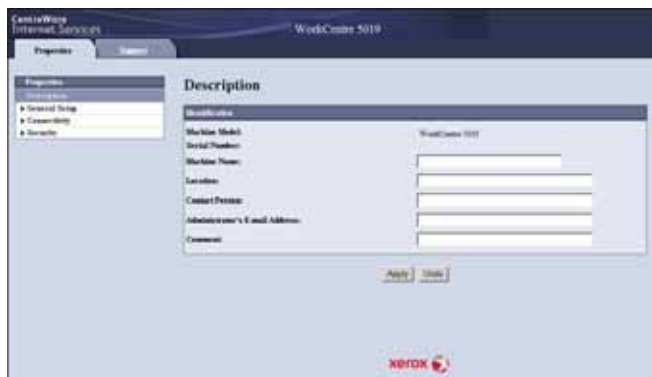 CentreWare
Internet Services
WorkCentre 5019
Properties
Support
Properties
Description
General Setup
Connectivity
Security
Description
Identification
Machine Model:
WorkCentre 5019
Serial Number:
Machine Name:
Location:
Contact Person:
Administrator's E-mail Address:
Comment:
Apply
Undo
xerox